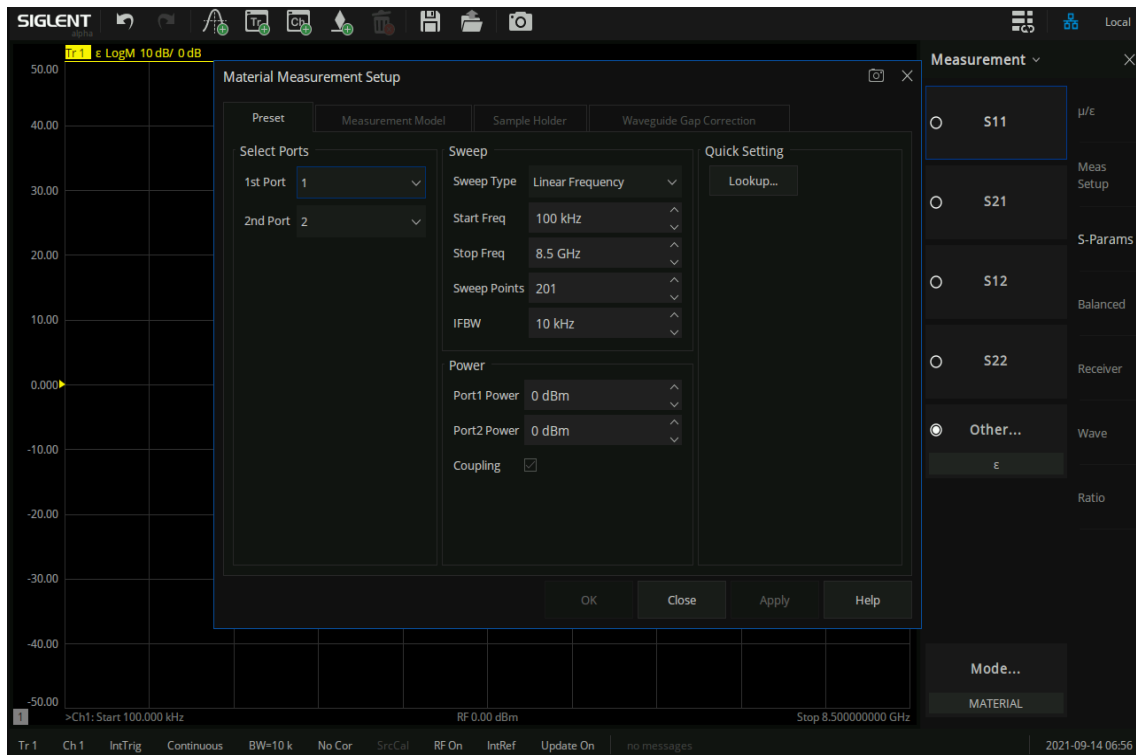 SIGLENT
alpha
Tr
Cb
Local
Tr 1 ε LogM 10 dB/ 0 dB
50.00
40.00
30.00
20.00
10.00
0.000
-10.00
-20.00
-30.00
-40.00
-50.00
Material Measurement Setup
Preset
Measurement Model
Sample Holder
Waveguide Gap Correction
Select Ports
1st Port 1
2nd Port 2
Sweep
Sweep Type Linear Frequency
Start Freq 100 kHz
Stop Freq 8.5 GHz
Sweep Points 201
IFBW 10 kHz
Power
Port1 Power 0 dBm
Port2 Power 0 dBm
Coupling
Quick Setting
Lookup...
OK
Close
Apply
Help
Measurement
S11
S21
S12
S22
Other...
ε
Mode...
MATERIAL
μ/ε
Meas
Setup
S-Params
Balanced
Receiver
Wave
Ratio
1 >Ch1: Start 100.000 kHz RF 0.00 dBm Stop 8.500000000 GHz
Tr 1 Ch 1 IntTrig Continuous BW=10 k No Cor SrcCal RF On IntRef Update On no messages 2021-09-14 06:56